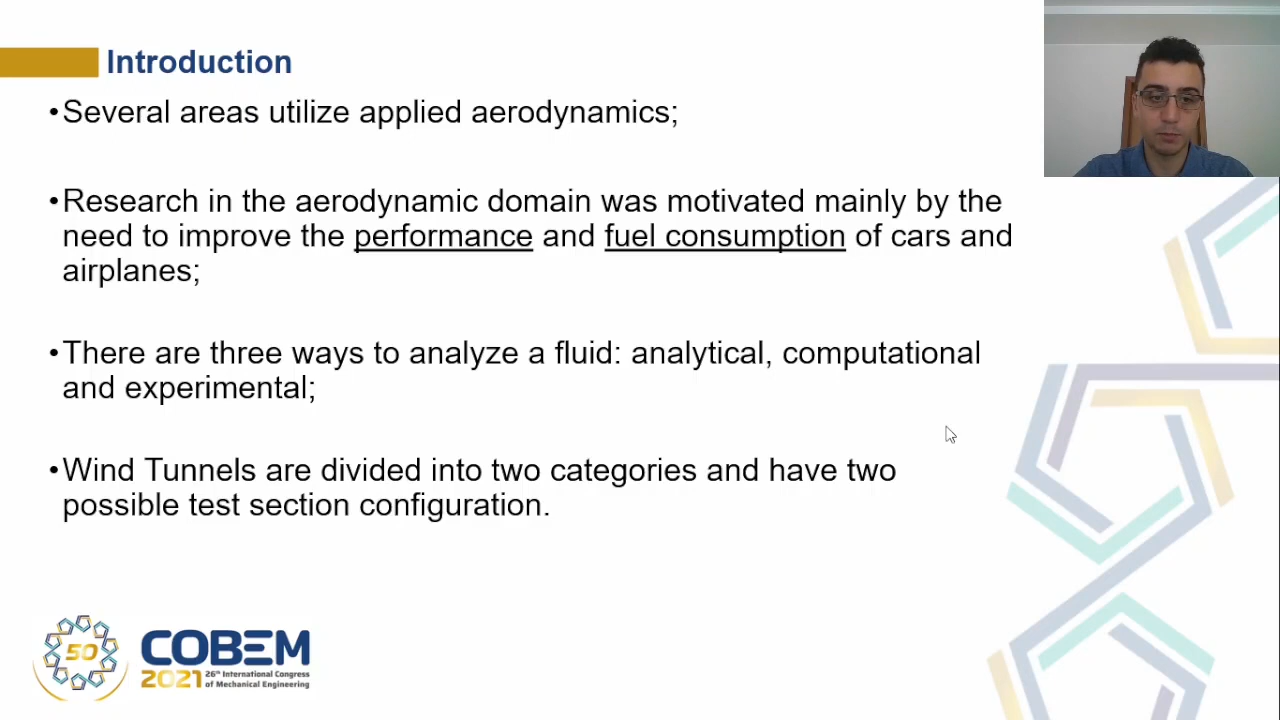 Introduction
•Several areas utilize applied aerodynamics;
•Research in the aerodynamic domain was motivated mainly by the
need to improve the performance and fuel consumption of cars and
airplanes;
•There are three ways to analyze a fluid: analytical, computational
and experimental;
•Wind Tunnels are divided into two categories and have two
possible test section configuration.
50
COBEM
2021 26th International Congress
of Mechanical Engineering